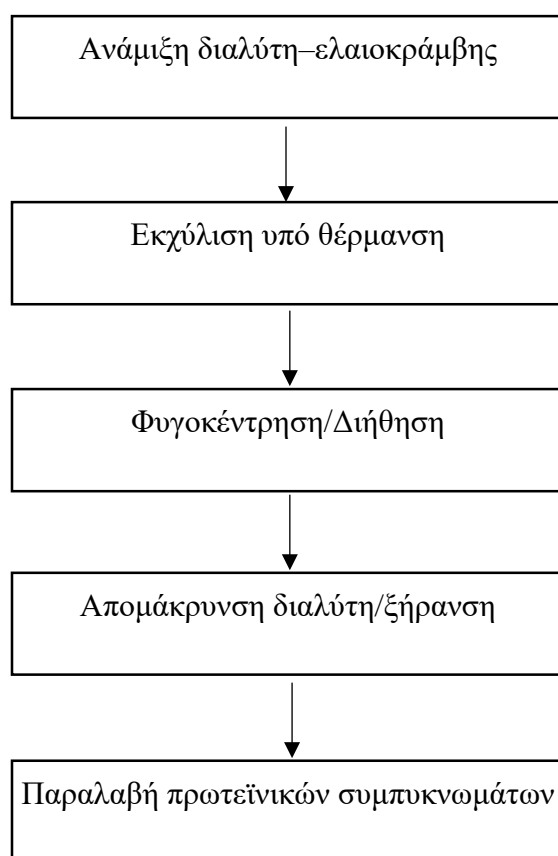 Ανάμιξη διαλύτη–ελαιοκράμβης
Εκχύλιση υπό θέρμανση
Φυγοκέντρηση/Διήθηση
Απομάκρυνση διαλύτη/ξήρανση
Παραλαβή πρωτεϊνικών συμπυκνωμάτων